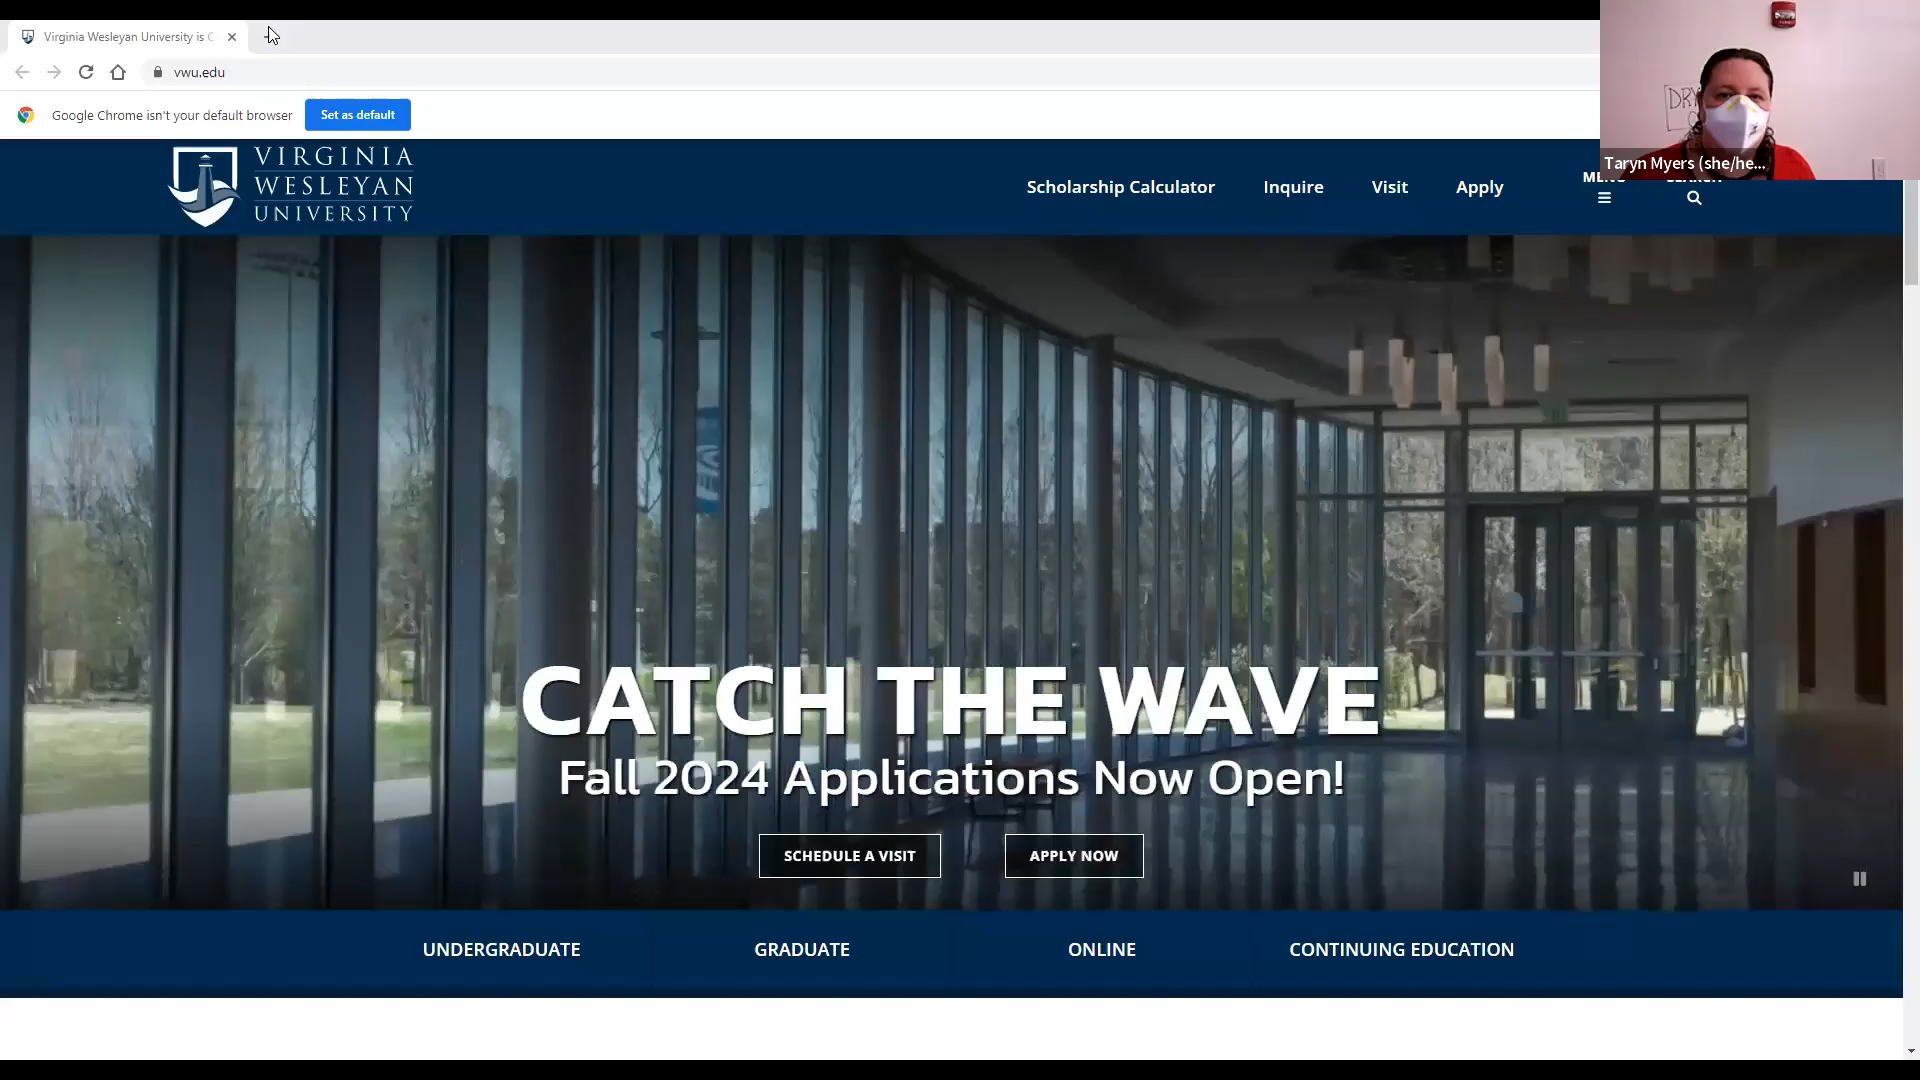 Virginia Wesleyan University is
vwu.edu
Google Chrome isn't your default browser
Set as default
DRY
Taryn Myers (she/he...
VIRGINIA
WESLEYAN
UNIVERSITY
Scholarship Calculator
Inquire
Visit
Apply
CATCH THE WAVE
Fall 2024 Applications Now Open!
SCHEDULE A VISIT
APPLY NOW
UNDERGRADUATE
GRADUATE
ONLINE
CONTINUING EDUCATION